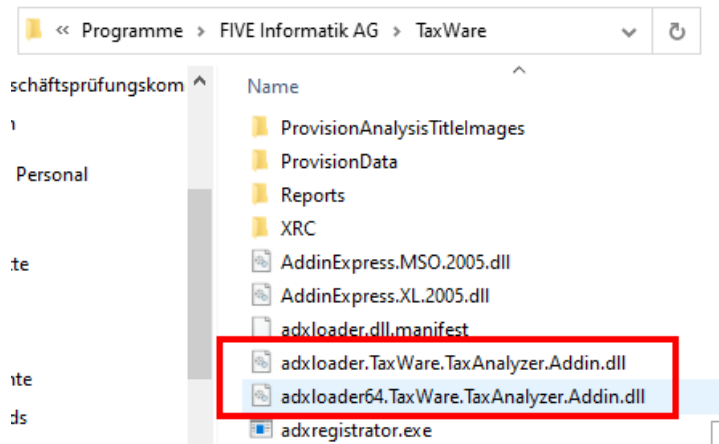 « Programme > FIVE Informatik AG > TaxWare
schäftsprüfungskom
Name
ProvisionAnalysisTitleImages
ProvisionData
Personal
Reports
XRC
AddinExpress.MSO.2005.dll
AddinExpress.XL.2005.dll
adxloader.dll.manifest
adxloader.TaxWare.TaxAnalyzer.Addin.dll
adxloader64.TaxWare.TaxAnalyzer.Addin.dll
nte
ds
adxregistrator.exe